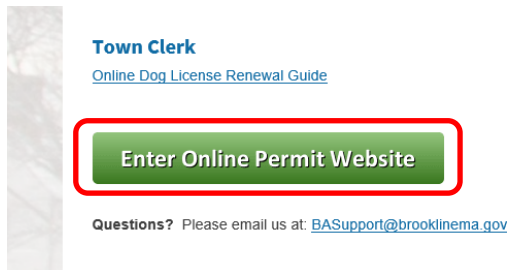 Town Clerk
Online Dog License Renewal Guide
Enter Online Permit Website
Questions? Please email us at: BASupport@brooklinema.gov